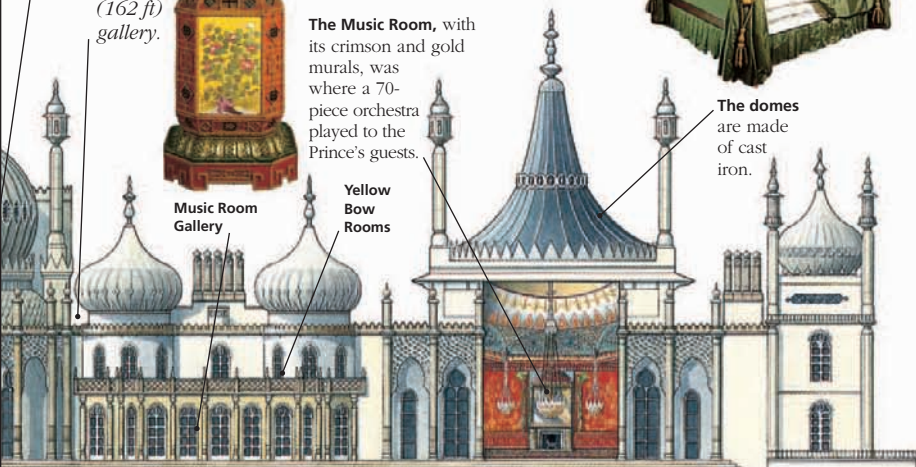 (162 ft)
gallery.
The Music Room, with
its crimson and gold
murals, was
where a 70-
piece orchestra
played to the
Prince's guests.
The domes
are made
of cast
iron.
Music Room
Gallery
Yellow
Bow
Rooms